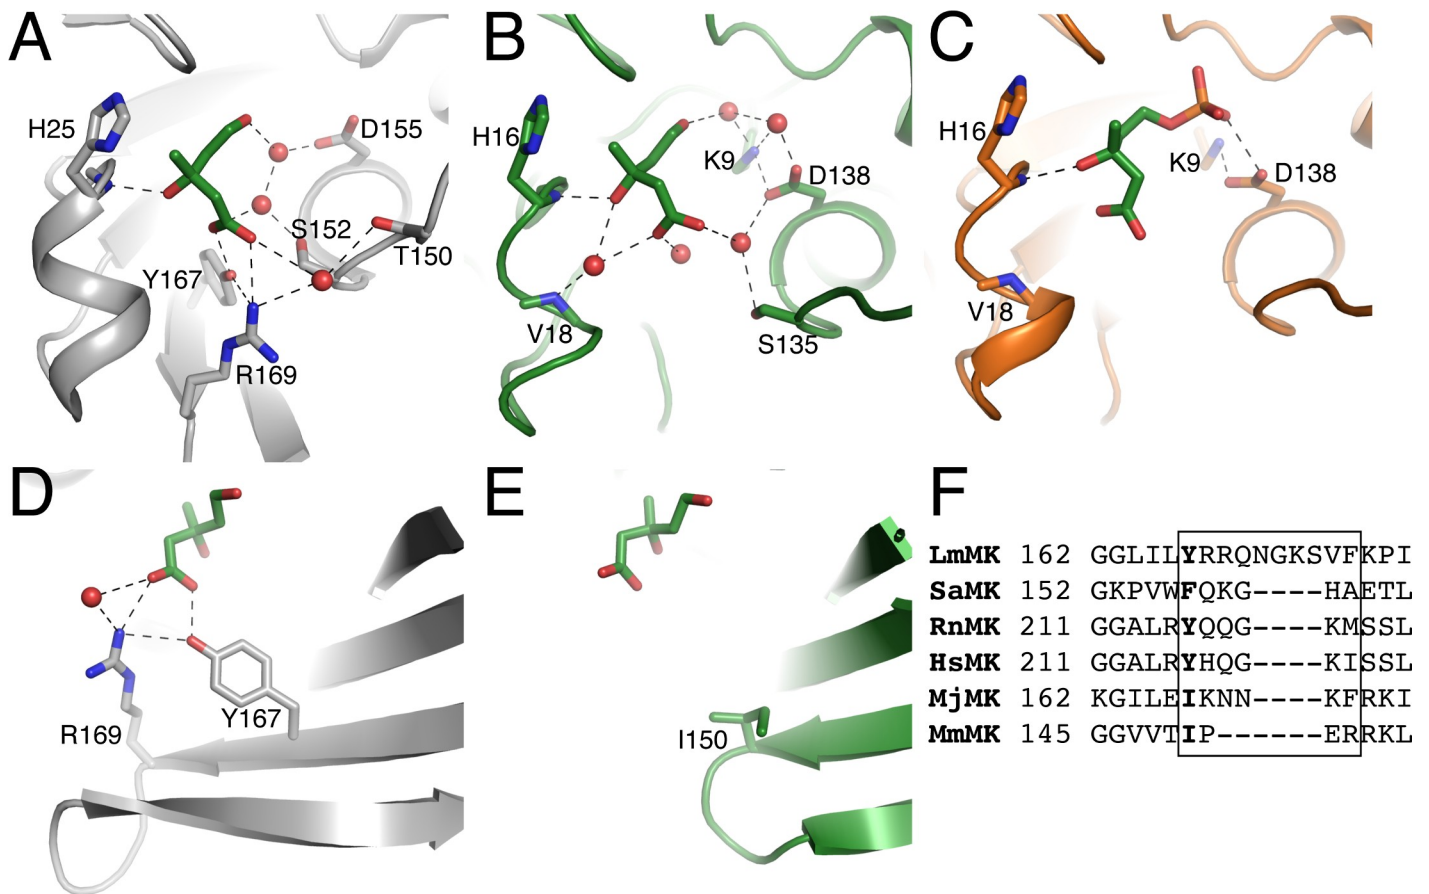 A
H25
D155
S152
T150
Y167
R169
B
H16
K9
D138
V18
S135
C
H16
K9
D138
V18
D
Y167
R169
E
I150
F
LmMK 162 GGLILYRRQNGKSVFKPI
SaMK 152 GKPVWFQKG----HAETL
RnMK 211 GGALRYQQG----KMSSL
HsMK 211 GGALRYHQG----KISSL
MjMK 162 KGILEIKNN----KFRKI
MmMK 145 GGVVTIP------ERRKL